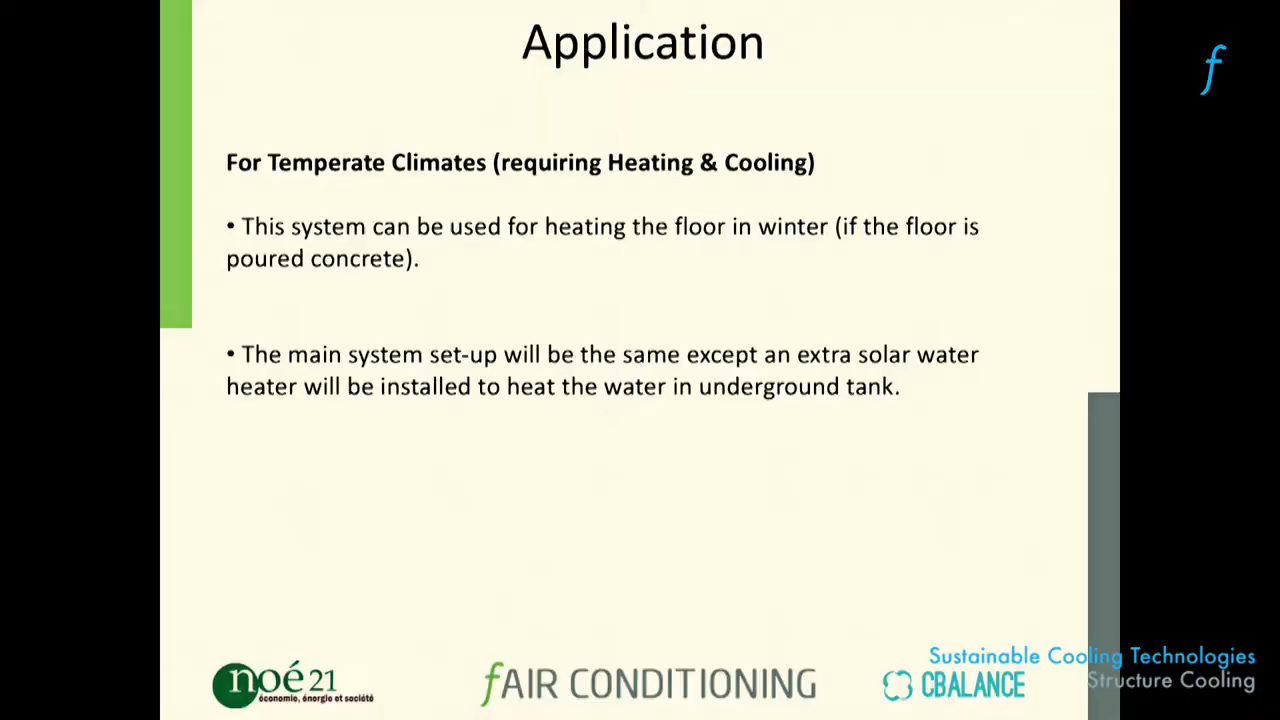 Application
f
For Temperate Climates (requiring Heating & Cooling)
• This system can be used for heating the floor in winter (if the floor is
poured concrete).
• The main system set-up will be the same except an extra solar water
heater will be installed to heat the water in underground tank.
noé21
économie, énergie et société
fAIR CONDITIONING
CBALANCE
Sustainable Cooling Technologies
Structure Cooling